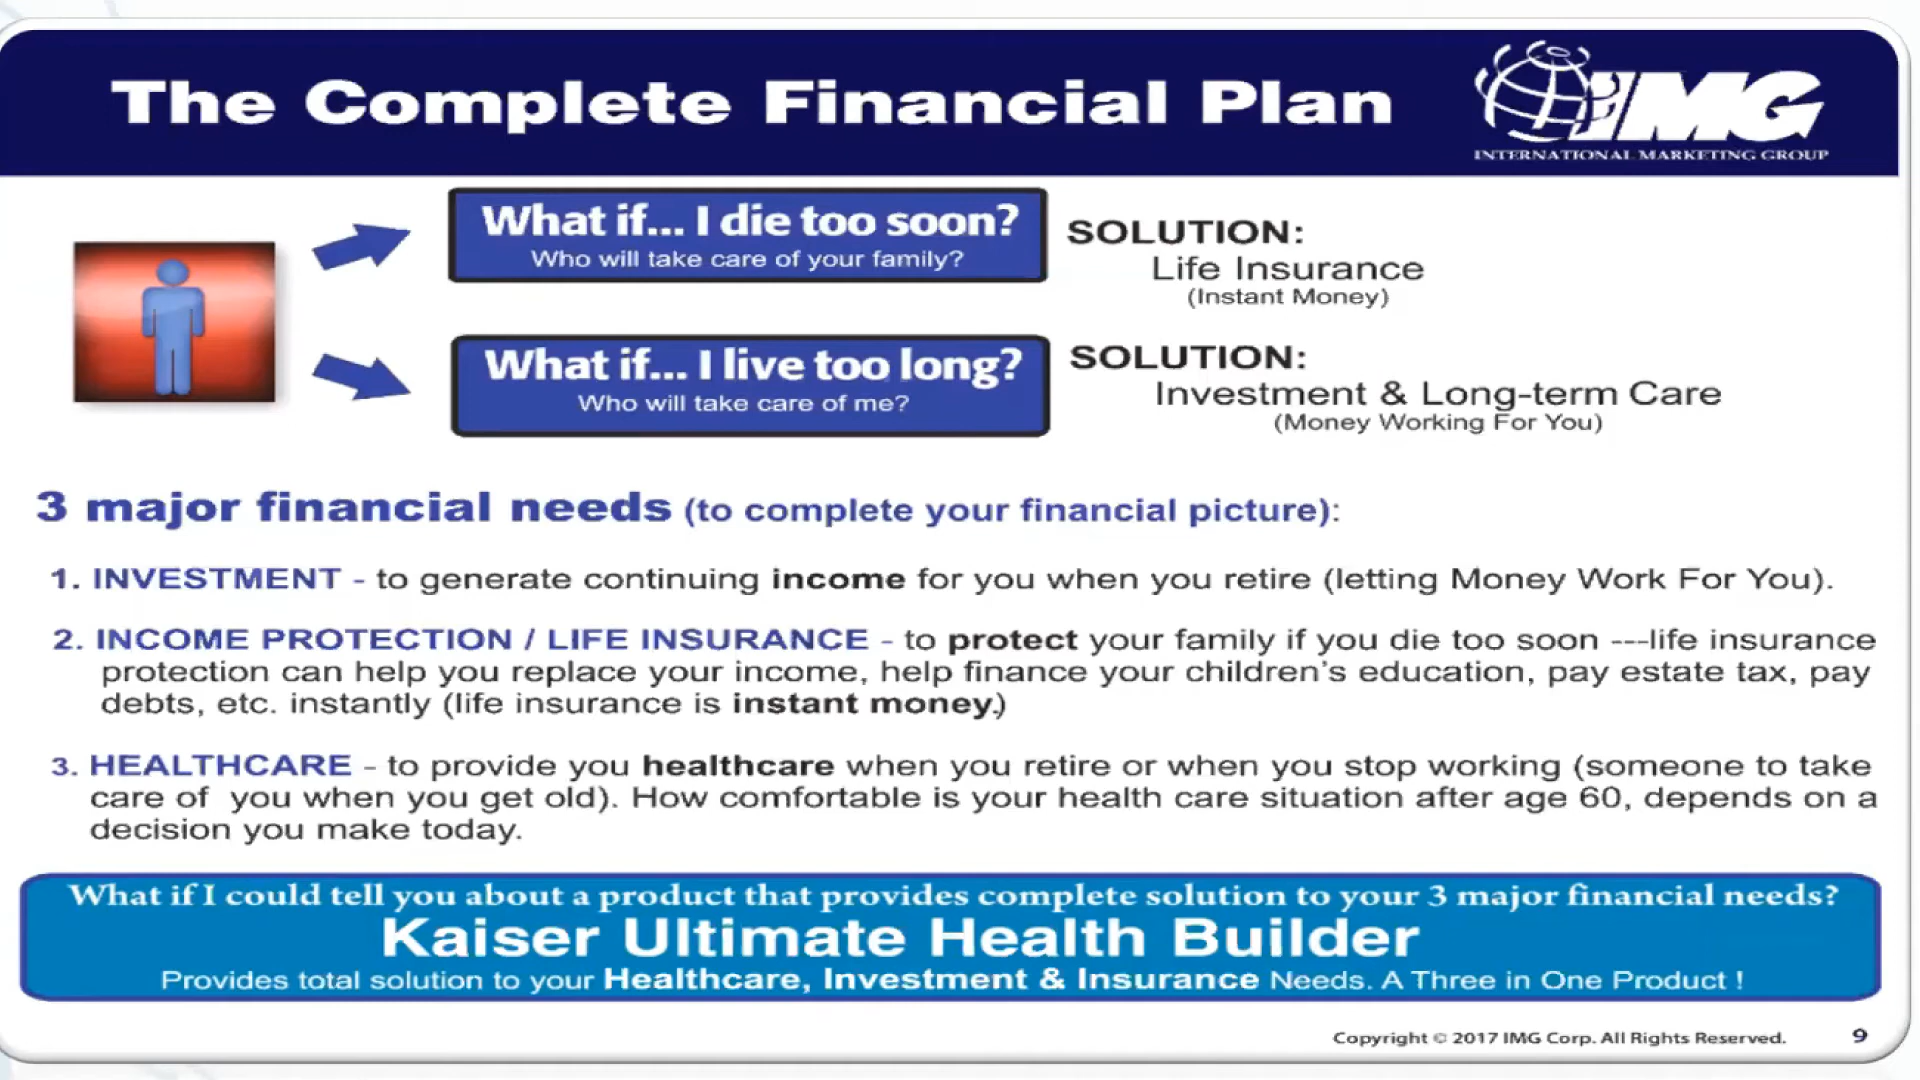 The Complete Financial Plan
IMG
INTERNATIONAL MARKETING GROUP
What if... I die too soon?
Who will take care of your family?
SOLUTION:
Life Insurance
(Instant Money)
What if... I live too long?
Who will take care of me?
SOLUTION:
Investment & Long-term Care
(Money Working For You)
3 major financial needs (to complete your financial picture):
1. INVESTMENT - to generate continuing income for you when you retire (letting Money Work For You).
2. INCOME PROTECTION / LIFE INSURANCE - to protect your family if you die too soon ---life insurance
protection can help you replace your income, help finance your children's education, pay estate tax, pay
debts, etc. instantly (life insurance is instant money.)
3. HEALTHCARE - to provide you healthcare when you retire or when you stop working (someone to take
care of you when you get old). How comfortable is your health care situation after age 60, depends on a
decision you make today.
What if I could tell you about a product that provides complete solution to your 3 major financial needs?
Kaiser Ultimate Health Builder
Provides total solution to your Healthcare, Investment & Insurance Needs. A Three in One Product !
Copyright © 2017 IMG Corp. All Rights Reserved.
9